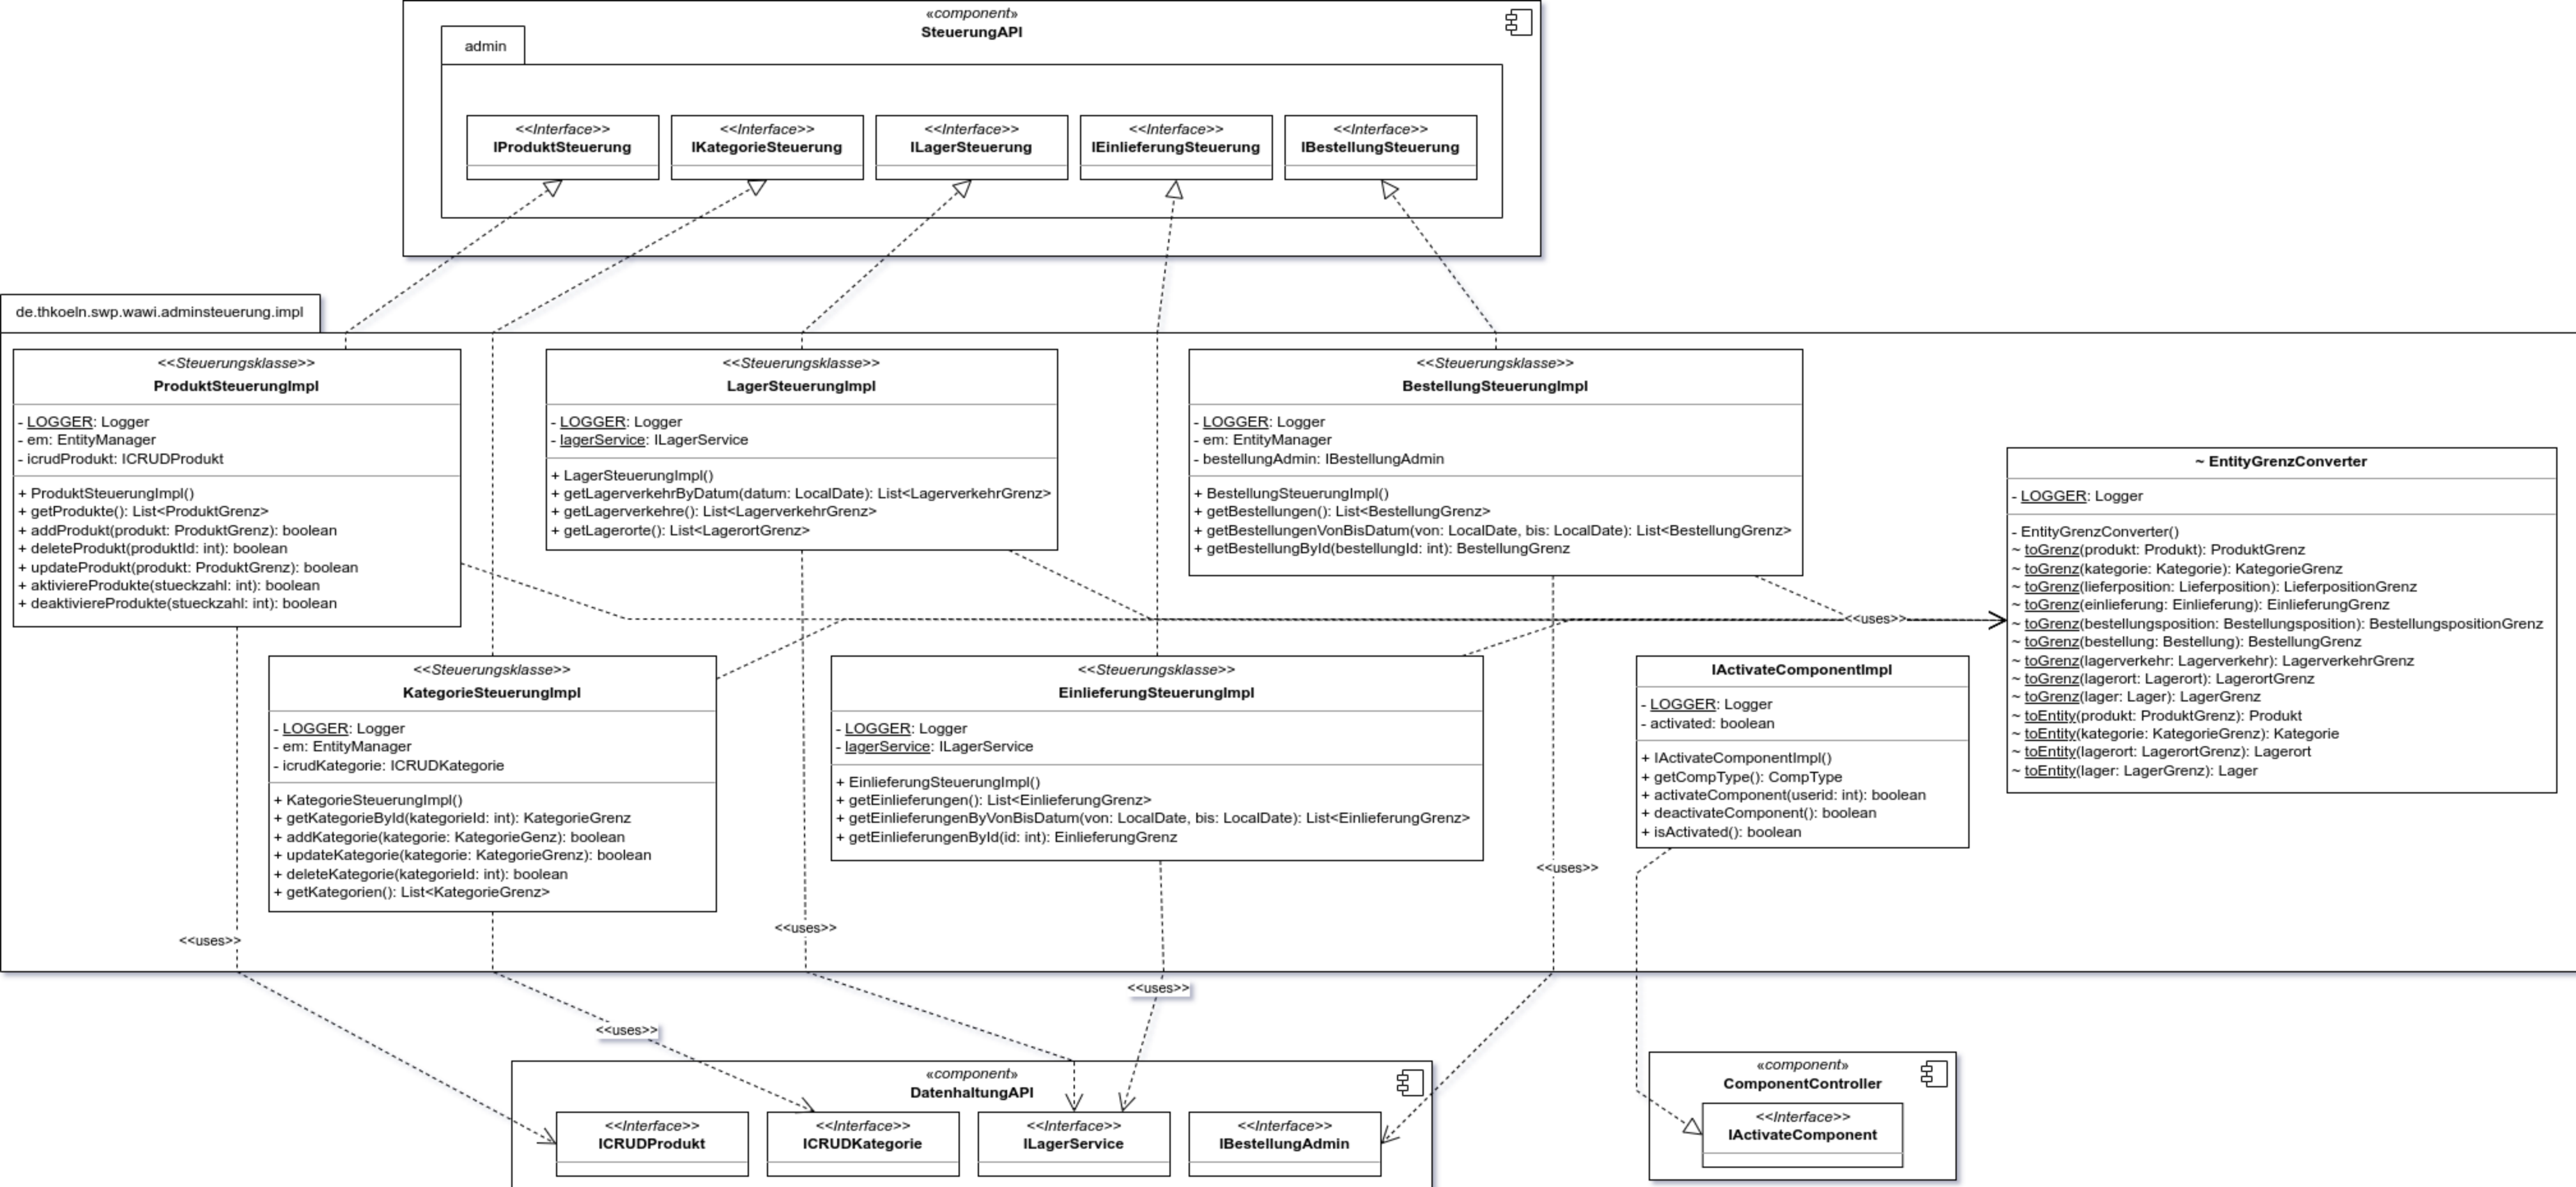 «component»
SteuerungAPI
admin
<<Interface>>
IProduktSteuerung
<<Interface>>
IKategorieSteuerung
<<Interface>>
ILagerSteuerung
<<Interface>>
IEinlieferungSteuerung
<<Interface>>
IBestellungSteuerung
de.thkoeln.swp.wawi.adminsteuerung.impl
<<Steuerungsklasse>>
ProduktSteuerungImpl
- LOGGER: Logger
- em: EntityManager
- icrudProdukt: ICRUDProdukt
+ ProduktSteuerungImpl()
+ getProdukte(): List<ProduktGrenz>
+ addProdukt(produkt: ProduktGrenz): boolean
+ deleteProdukt(produktId: int): boolean
+ updateProdukt(produkt: ProduktGrenz): boolean
+ aktiviereProdukte(stueckzahl: int): boolean
+ deaktiviereProdukte(stueckzahl: int): boolean
<<Steuerungsklasse>>
LagerSteuerungImpl
- LOGGER: Logger
- lagerService: ILagerService
+ LagerSteuerungImpl()
+ getLagerverkehrByDatum(datum: LocalDate): List<LagerverkehrGrenz>
+ getLagerverkehre(): List<LagerverkehrGrenz>
+ getLagerorte(): List<LagerortGrenz>
<<Steuerungsklasse>>
BestellungSteuerungImpl
- LOGGER: Logger
- em: EntityManager
- bestellungAdmin: IBestellungAdmin
+ BestellungSteuerungImpl()
+ getBestellungen(): List<BestellungGrenz>
+ getBestellungenVonBisDatum(von: LocalDate, bis: LocalDate): List<BestellungGrenz>
+ getBestellungById(bestellungId: int): BestellungGrenz
~ EntityGrenzConverter
- LOGGER: Logger
- EntityGrenzConverter()
~ toGrenz(produkt: Produkt): ProduktGrenz
~ toGrenz(kategorie: Kategorie): KategorieGrenz
~ toGrenz(lieferposition: Lieferposition): LieferpositionGrenz
~ toGrenz(einlieferung: Einlieferung): EinlieferungGrenz
~ toGrenz(bestellungsposition: Bestellungsposition): BestellungspositionGrenz
~ toGrenz(bestellung: Bestellung): BestellungGrenz
~ toGrenz(lagerverkehr: Lagerverkehr): LagerverkehrGrenz
~ toGrenz(lagerort: Lagerort): LagerortGrenz
~ toGrenz(lager: Lager): LagerGrenz
~ toEntity(produkt: ProduktGrenz): Produkt
~ toEntity(kategorie: KategorieGrenz): Kategorie
~ toEntity(lagerort: LagerortGrenz): Lagerort
~ toEntity(lager: LagerGrenz): Lager
<<uses>>
<<Steuerungsklasse>>
KategorieSteuerungImpl
- LOGGER: Logger
- em: EntityManager
- icrudKategorie: ICRUDKategorie
+ KategorieSteuerungImpl()
+ getKategorieById(kategorieId: int): KategorieGrenz
+ addKategorie(kategorie: KategorieGenz): boolean
+ updateKategorie(kategorie: KategorieGrenz): boolean
+ deleteKategorie(kategorieId: int): boolean
+ getKategorien(): List<KategorieGrenz>
<<Steuerungsklasse>>
EinlieferungSteuerungImpl
- LOGGER: Logger
- lagerService: ILagerService
+ EinlieferungSteuerungImpl()
+ getEinlieferungen(): List<EinlieferungGrenz>
+ getEinlieferungenByVonBisDatum(von: LocalDate, bis: LocalDate): List<EinlieferungGrenz>
+ getEinlieferungenById(id: int): EinlieferungGrenz
IActivateComponentImpl
- LOGGER: Logger
- activated: boolean
+ IActivateComponentImpl()
+ getCompType(): CompType
+ activateComponent(userid: int): boolean
+ deactivateComponent(): boolean
+ isActivated(): boolean
<<uses>>
<<uses>>
<<uses>>
<<uses>>
<<uses>>
«component»
DatenhaltungAPI
<<Interface>>
ICRUDProdukt
<<Interface>>
ICRUDKategorie
<<Interface>>
ILagerService
<<Interface>>
IBestellungAdmin
«component»
ComponentController
<<Interface>>
IActivateComponent